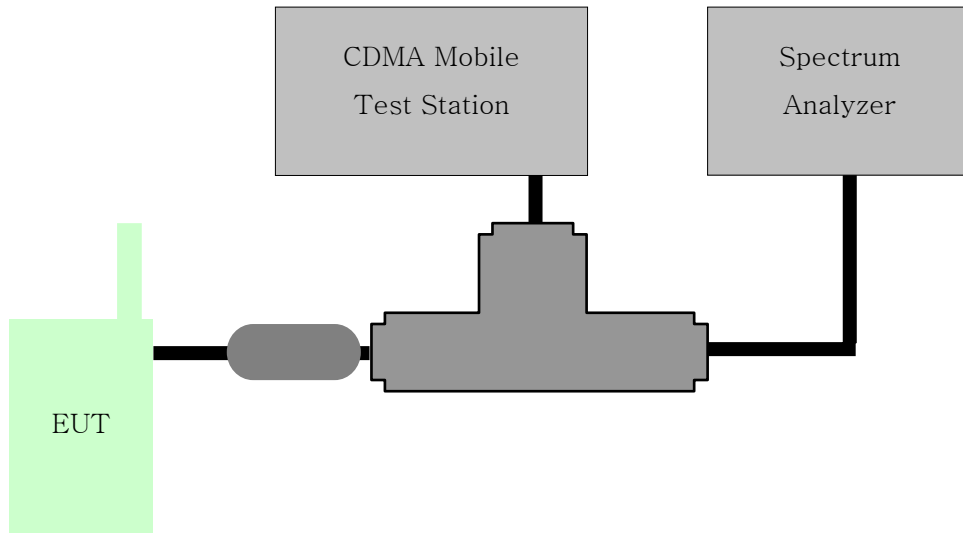 CDMA Mobile
Test Station
Spectrum
Analyzer
EUT